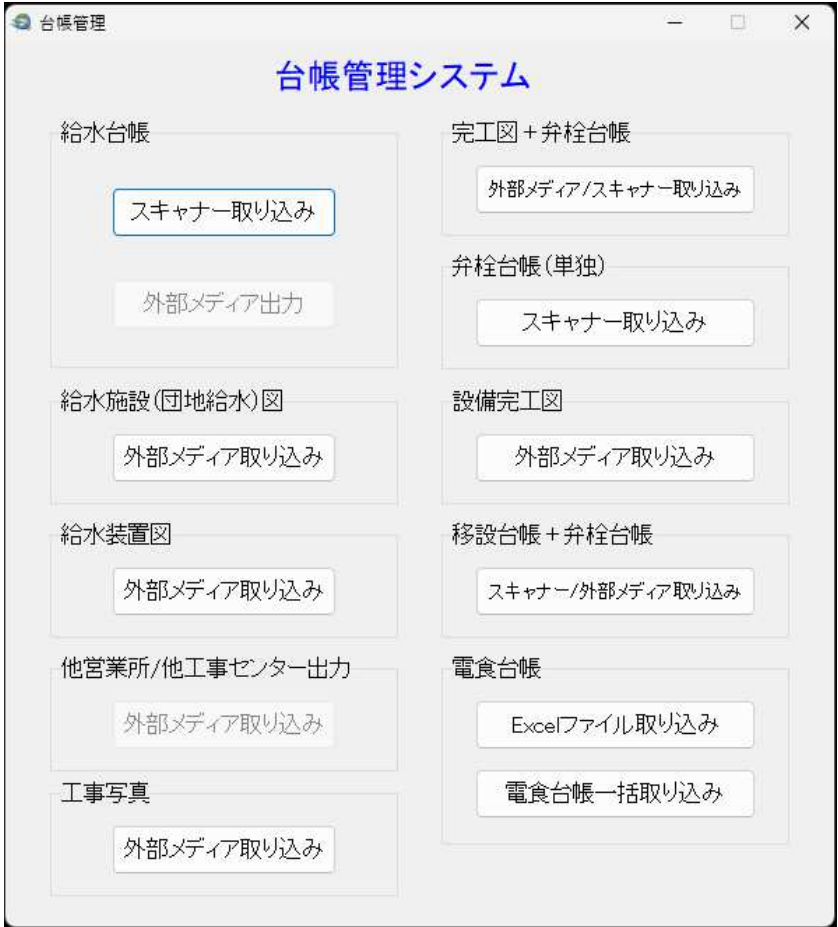 台帳管理
台帳管理システム
給水台帳
スキャナー取り込み
外部メディア出力
給水施設(団地給水)図
外部メディア取り込み
給水装置図
外部メディア取り込み
他営業所/他工事センター出力
外部メディア取り込み
工事写真
外部メディア取り込み
完工図+弁栓台帳
外部メディア/スキャナー取り込み
弁栓台帳(単独)
スキャナー取り込み
設備完工図
外部メディア取り込み
移設台帳+弁栓台帳
スキャナー/外部メディア取り込み
電食台帳
Excelファイル取り込み
電食台帳一括取り込み